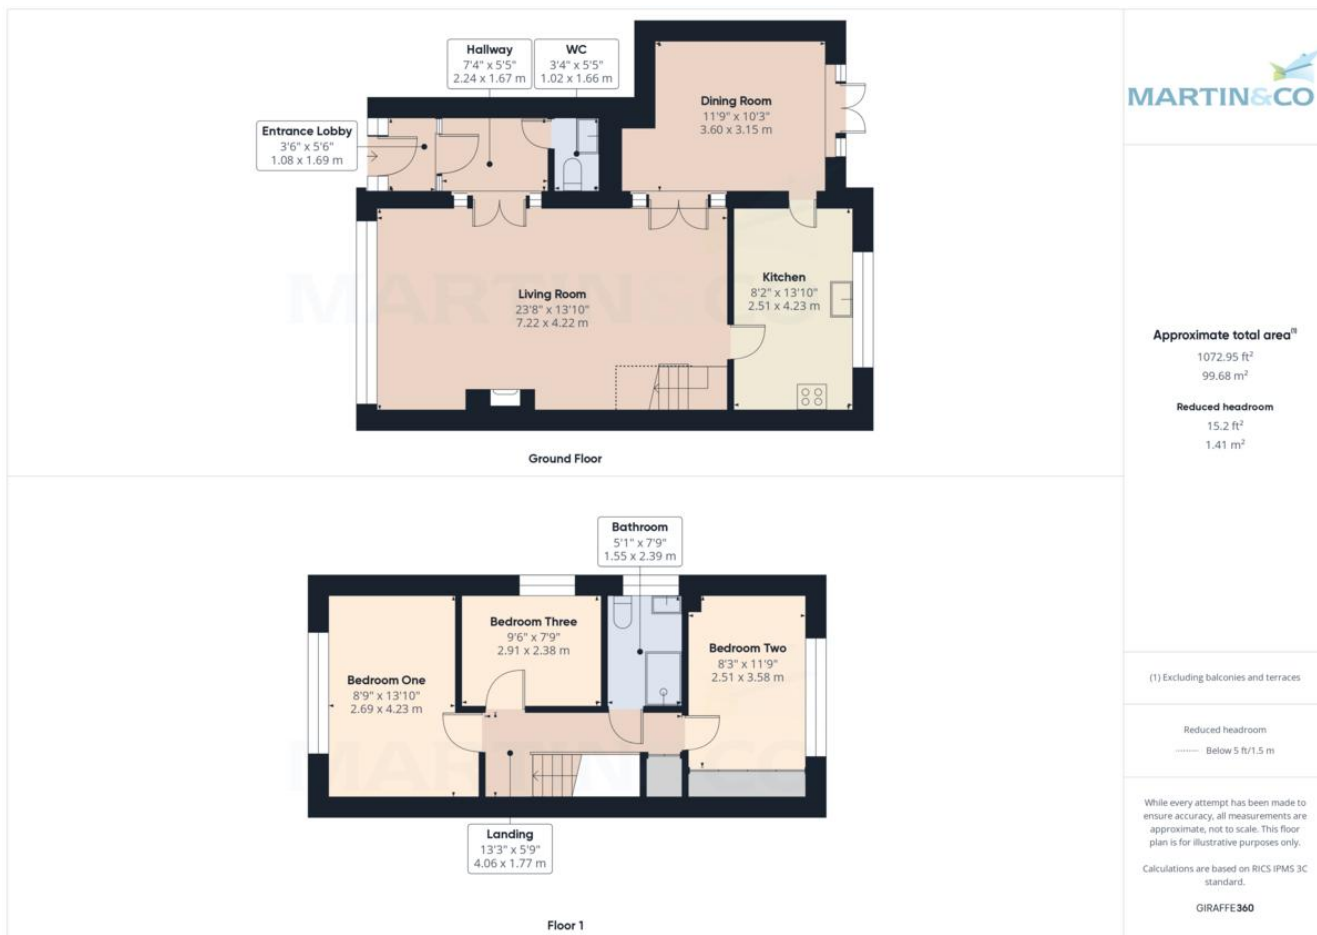 Hallway
7'4" x 5'5"
2.24 x 1.67 m
WC
3'4" x 5'5"
1.02 x 1.66 m
Entrance Lobby
3'6" x 5'6"
1.08 x 1.69 m
Dining Room
11'9" x 10'3"
3.60 x 3.15 m
Living Room
23'8" x 13'10"
7.22 x 4.22 m
Kitchen
8'2" x 13'10"
2.51 x 4.23 m
MARTIN&CO
Ground Floor
Bathroom
5'1" x 7'9"
1.55 x 2.39 m
Bedroom Three
9'6" x 7'9"
2.91 x 2.38 m
Bedroom One
8'9" x 13'10"
2.69 x 4.23 m
Bedroom Two
8'3" x 11'9"
2.51 x 3.58 m
MARTIN&CO
Landing
13'3" x 5'9"
4.06 x 1.77 m
Floor 1
MARTIN&CO
Approximate total area(1)
1072.95 ft²
99.68 m²
Reduced headroom
15.2 ft²
1.41 m²
(1) Excluding balconies and terraces
Reduced headroom
Below 5 ft/1.5 m
While every attempt has been made to
ensure accuracy, all measurements are
approximate, not to scale. This floor
plan is for illustrative purposes only.
Calculations are based on RICS IPMS 3C
standard.
GIRAFFE360